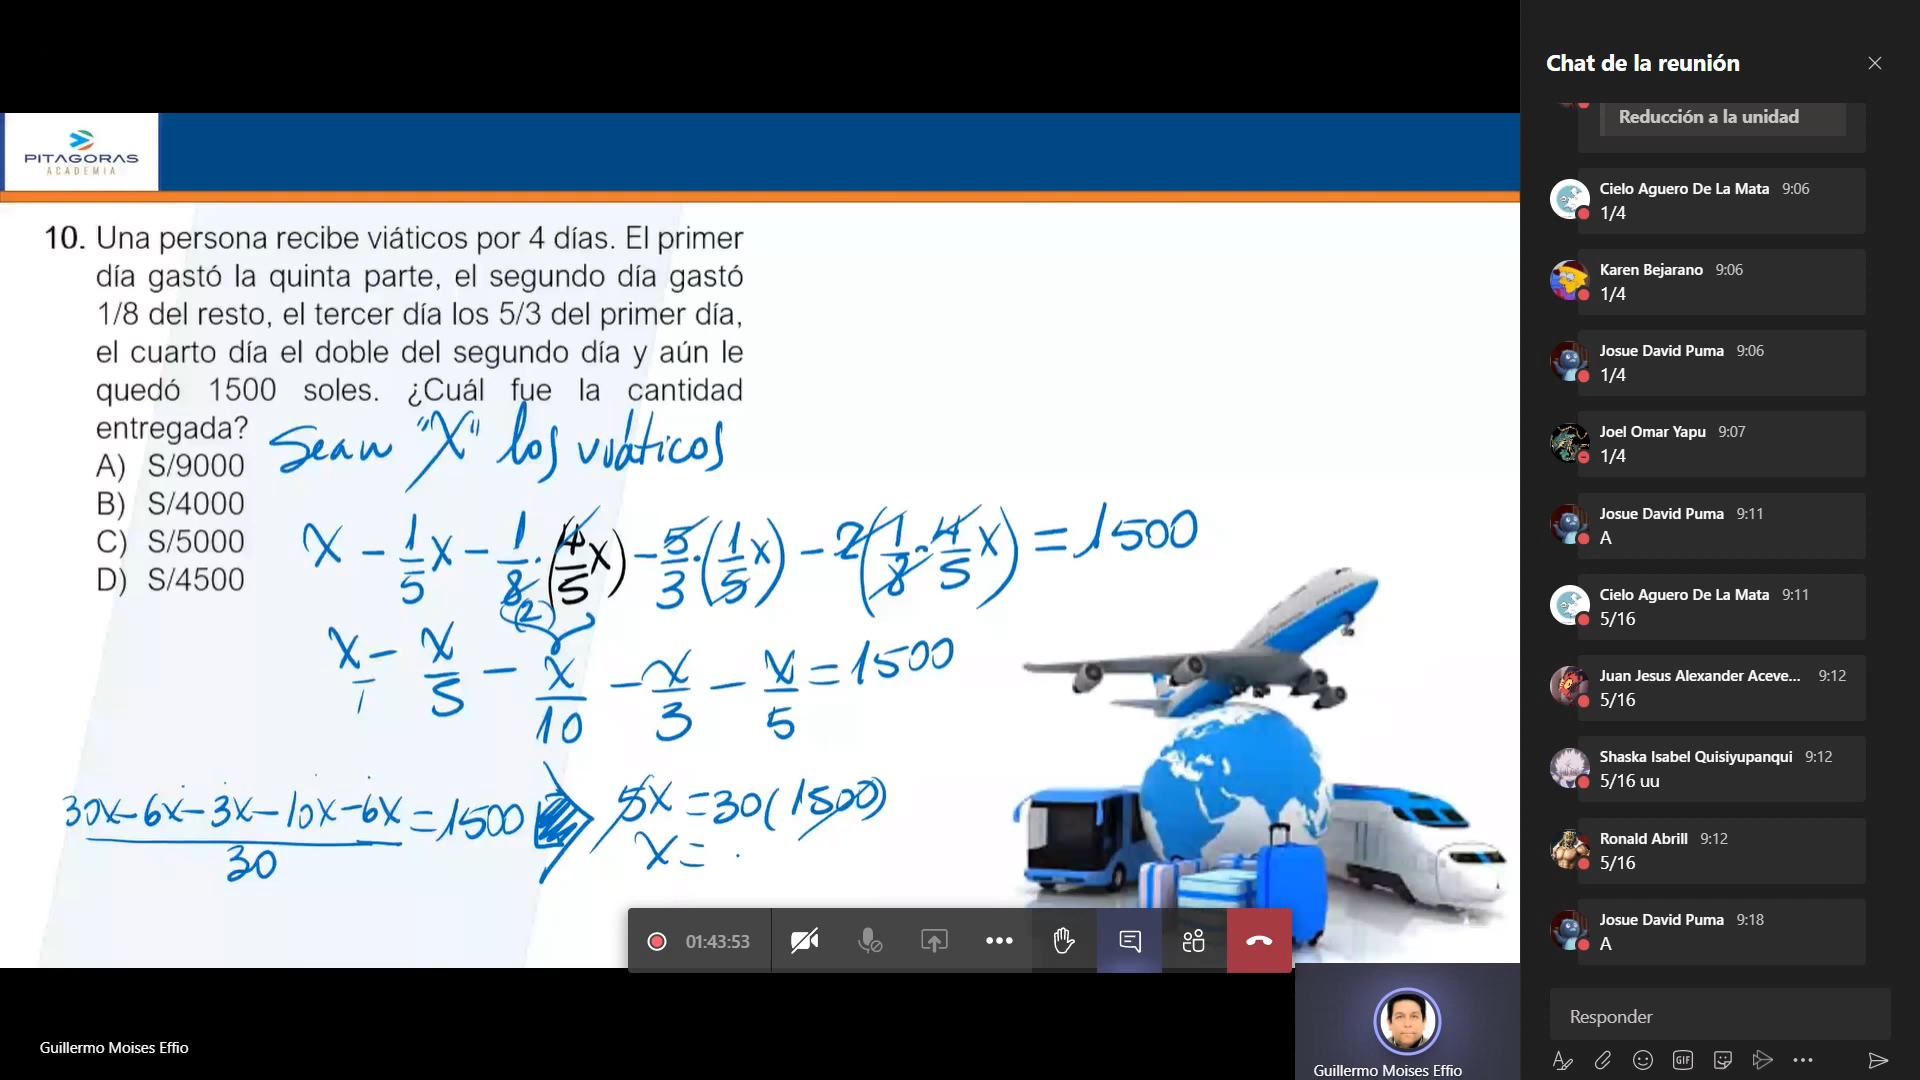 PITAGORAS
ACADEMIA
10. Una persona recibe viáticos por 4 días. El primer
día gastó la quinta parte, el segundo día gastó
1/8 del resto, el tercer día los 5/3 del primer día,
el cuarto día el doble del segundo día y aún le
quedó 1500 soles. ¿Cuál fue la cantidad
entregada?
A) S/9000
B) S/4000
C) S/5000
D) S/4500
Sean "X" los viáticos
X - 1/5 X - 1/8 · (4/5 X) - 5/3 · (1/5 X) - 2(1/8 · 4/5 X) = 1500
(2)
X/1 - X/5 - X/10 - X/3 - X/5 = 1500
30X - 6X - 3X - 10X - 6X = 1500
30
5X = 30(1500)
X =
01:43:53
Guillermo Moises Effio
Guillermo Moises Effio
Chat de la reunión
Reducción a la unidad
Cielo Aguero De La Mata 9:06
1/4
Karen Bejarano 9:06
1/4
Josue David Puma 9:06
1/4
Joel Omar Yapu 9:07
1/4
Josue David Puma 9:11
A
Cielo Aguero De La Mata 9:11
5/16
Juan Jesus Alexander Aceve... 9:12
5/16
Shaska Isabel Quisiyupanqui 9:12
5/16 uu
Ronald Abrill 9:12
5/16
Josue David Puma 9:18
A
Responder
GIF